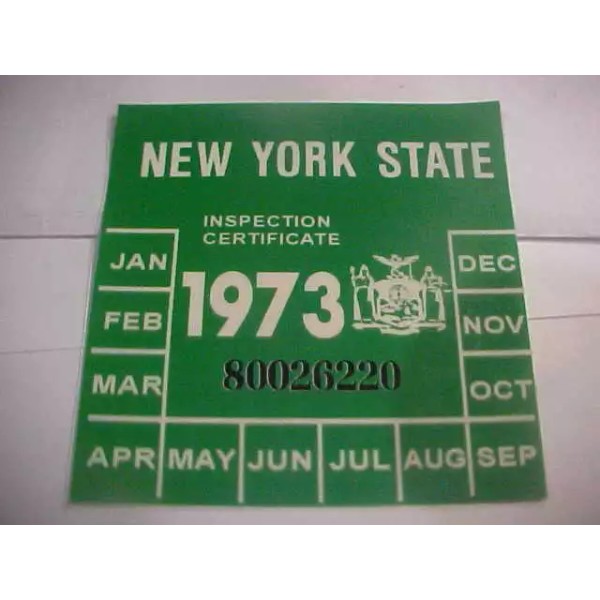 NEW YORK STATE
INSPECTION
CERTIFICATE
JAN
1973
DEC
FEB
NOV
MAR
80026220
OCT
APR MAY JUN JUL AUG SEP